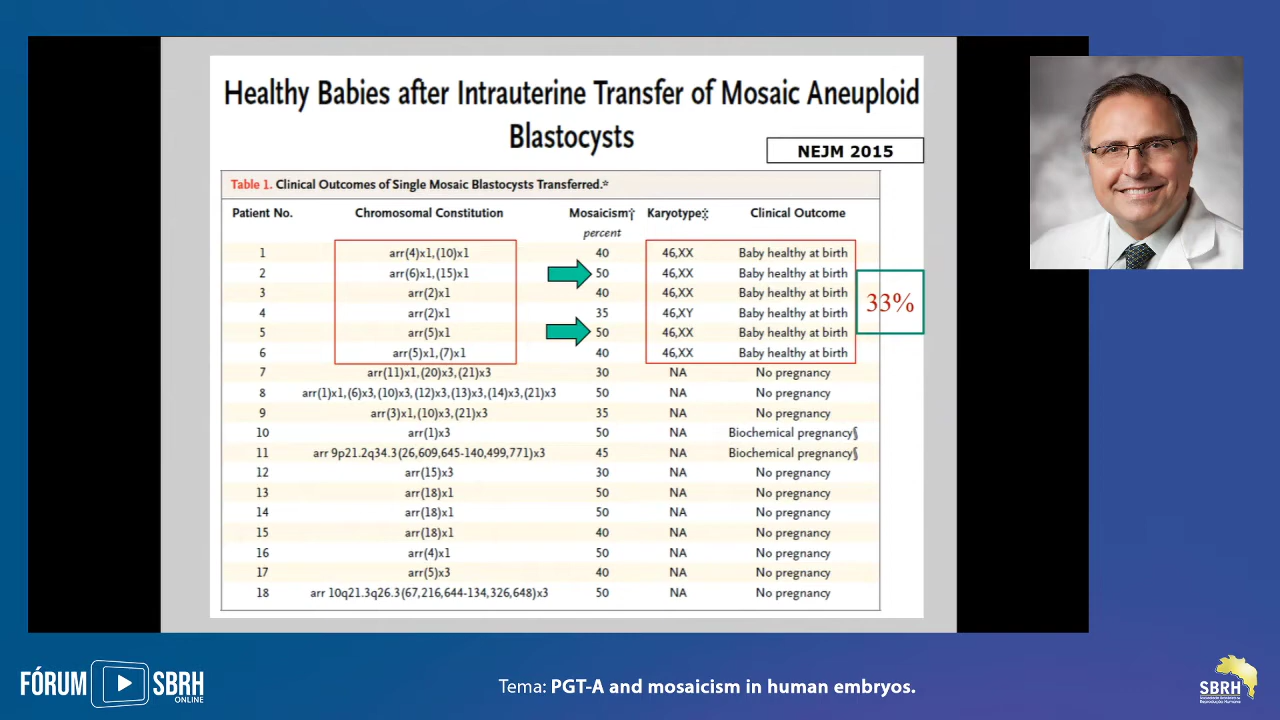 Healthy Babies after Intrauterine Transfer of Mosaic Aneuploid
Blastocysts
NEJM 2015
Table 1. Clinical Outcomes of Single Mosaic Blastocysts Transferred.*
Patient No. Chromosomal Constitution Mosaicism† Karyotype‡ Clinical Outcome
percent
1 arr(4)x1,(10)x1 40 46,XX Baby healthy at birth
2 arr(6)x1,(15)x1 50 46,XX Baby healthy at birth
3 arr(2)x1 40 46,XX Baby healthy at birth
4 arr(2)x1 35 46,XY Baby healthy at birth
5 arr(5)x1 50 46,XX Baby healthy at birth
6 arr(5)x1,(7)x1 40 46,XX Baby healthy at birth
33%
7 arr(11)x1,(20)x3,(21)x3 30 NA No pregnancy
8 arr(1)x1,(6)x3,(10)x3,(12)x3,(13)x3,(14)x3,(21)x3 50 NA No pregnancy
9 arr(3)x1,(10)x3,(21)x3 35 NA No pregnancy
10 arr(1)x3 50 NA Biochemical pregnancy§
11 arr 9p21.2q34.3(26,609,645-140,499,771)x3 45 NA Biochemical pregnancy§
12 arr(15)x3 30 NA No pregnancy
13 arr(18)x1 50 NA No pregnancy
14 arr(18)x1 50 NA No pregnancy
15 arr(18)x1 40 NA No pregnancy
16 arr(4)x1 50 NA No pregnancy
17 arr(5)x3 40 NA No pregnancy
18 arr 10q21.3q26.3(67,216,644-134,326,648)x3 50 NA No pregnancy
FÓRUM SBRH
ONLINE
Tema: PGT-A and mosaicism in human embryos.
SBRH